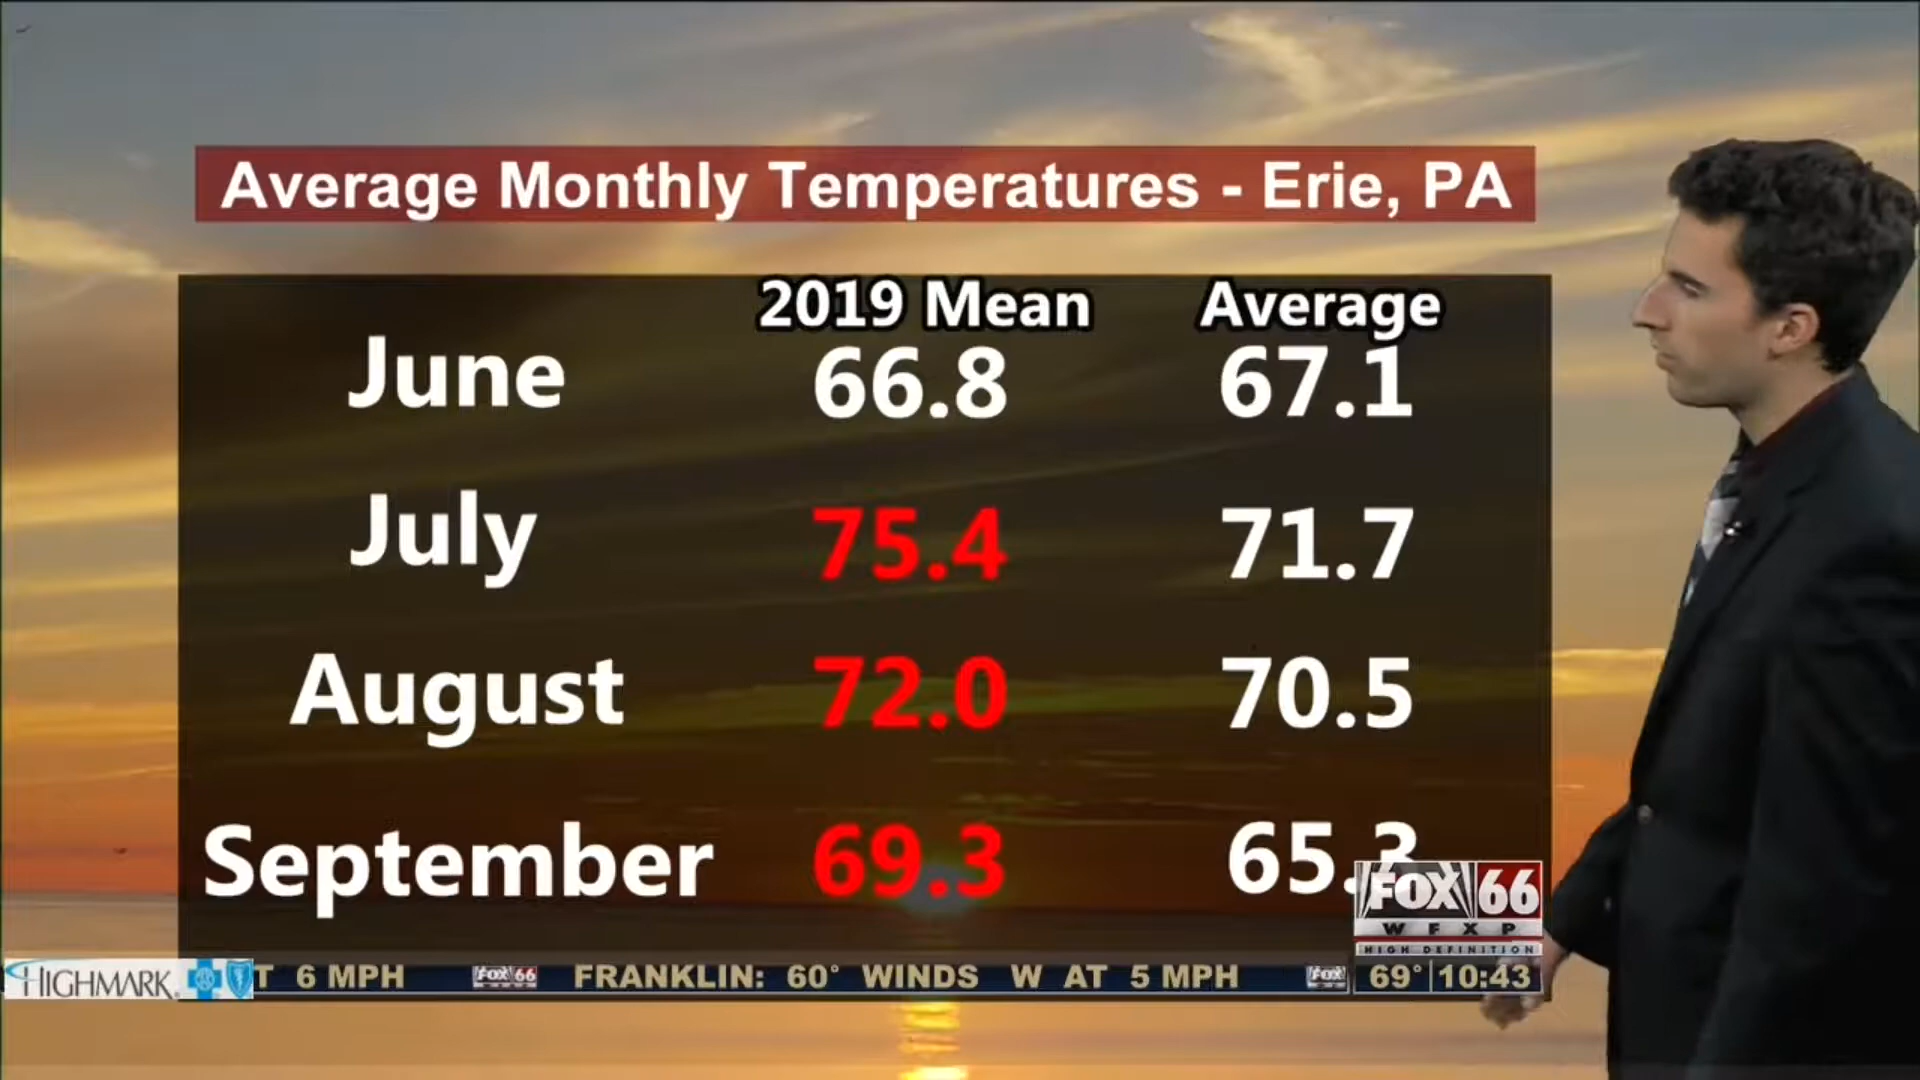 Average Monthly Temperatures - Erie, PA
2019 Mean Average
June 66.8 67.1
July 75.4 71.7
August 72.0 70.5
September 69.3 65.3
FOX 66
WFXP
HIGH DEFINITION
HIGHMARK. T 6 MPH FOX 66 FRANKLIN: 60° WINDS W AT 5 MPH FOX 69° 10:43